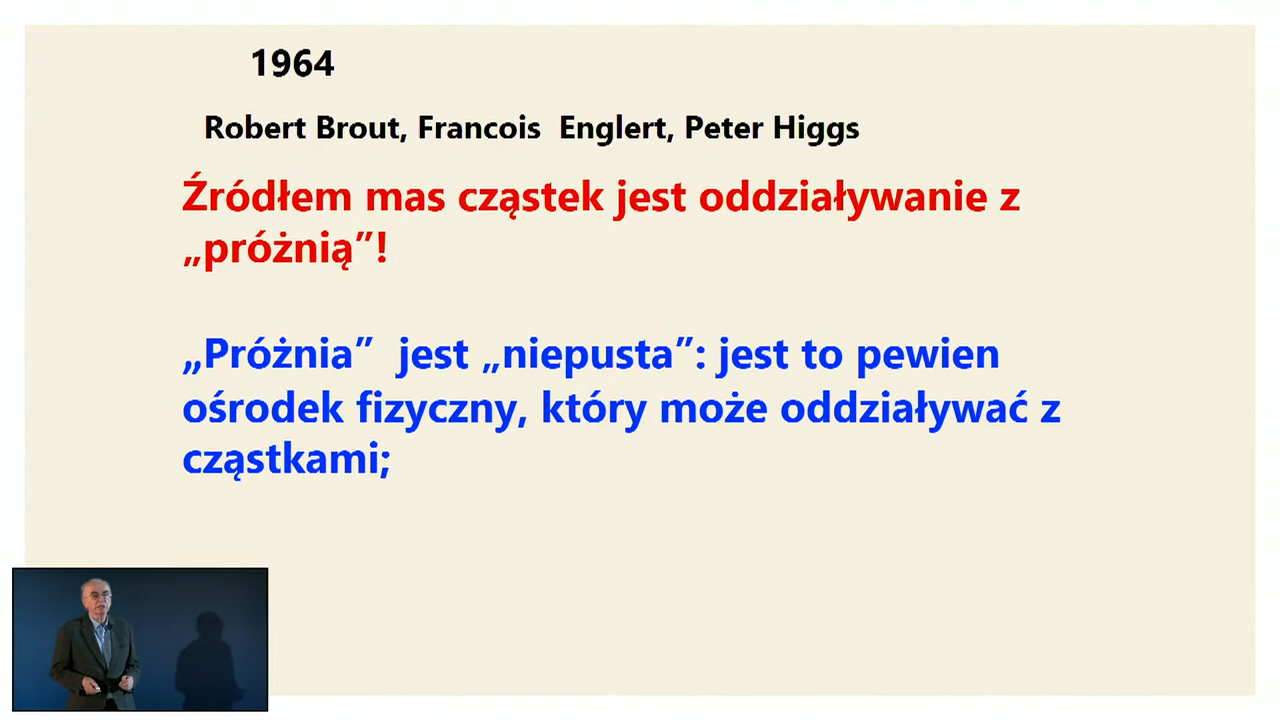 1964
Robert Brout, Francois Englert, Peter Higgs
Źródłem mas cząstek jest oddziaływanie z
„próżnią”!
„Próżnia” jest „niepusta”: jest to pewien
ośrodek fizyczny, który może oddziaływać z
cząstkami;